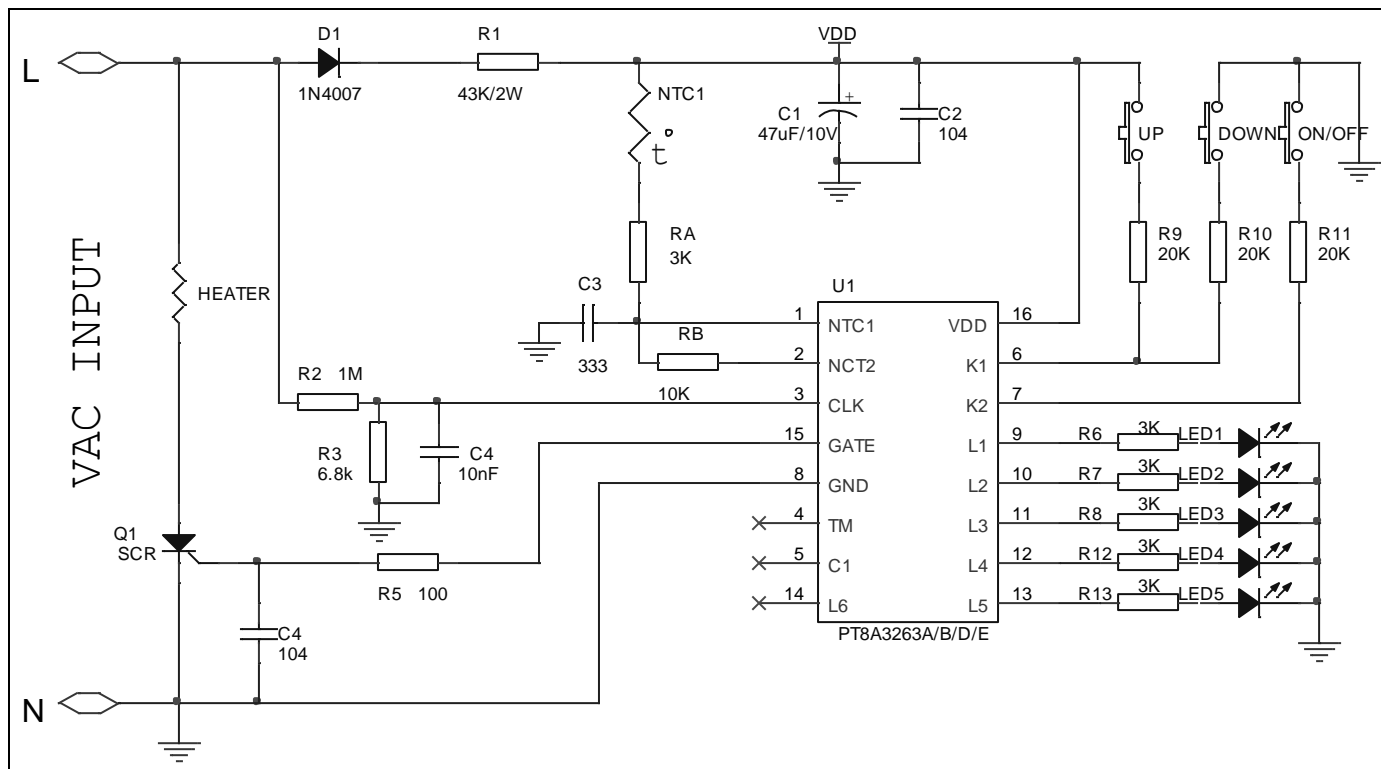 L
D1
1N4007
R1
43K/2W
VDD
NTC1
t°
C1
47uF/10V
C2
104
UP
DOWN
ON/OFF
VAC INPUT
HEATER
RA
3K
R9
20K
R10
20K
R11
20K
C3
333
RB
10K
U1
1 NTC1
2 NCT2
3 CLK
15 GATE
8 GND
4 TM
5 C1
14 L6
VDD 16
K1 6
K2 7
L1 9
L2 10
L3 11
L4 12
L5 13
PT8A3263A/B/D/E
R2 1M
R3
6.8k
C4
10nF
R6 3K LED1
R7 3K LED2
R8 3K LED3
R12 3K LED4
R13 3K LED5
Q1
SCR
R5 100
C4
104
N